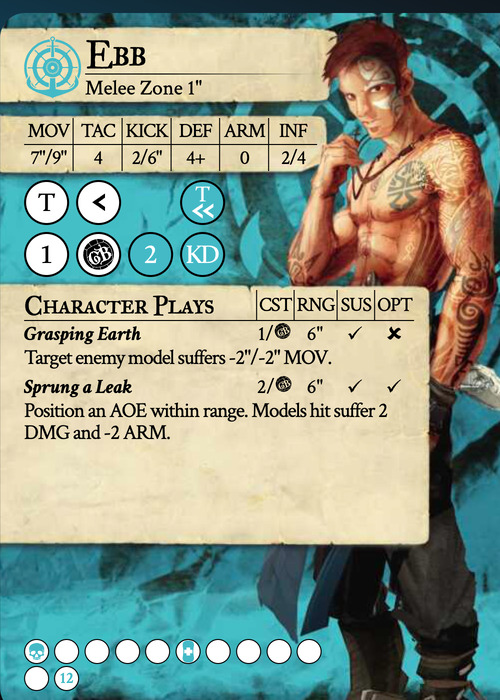 Ebb
Melee Zone 1"
MOV TAC KICK DEF ARM INF
7"/9" 4 2/6" 4+ 0 2/4
T < T <<
1 GB 2 KD
Character Plays CST RNG SUS OPT
Grasping Earth 1/GB 6" ✓ ✖
Target enemy model suffers -2"/-2" MOV.
Sprung a Leak 2/GB 6" ✓ ✓
Position an AOE within range. Models hit suffer 2
DMG and -2 ARM.
12